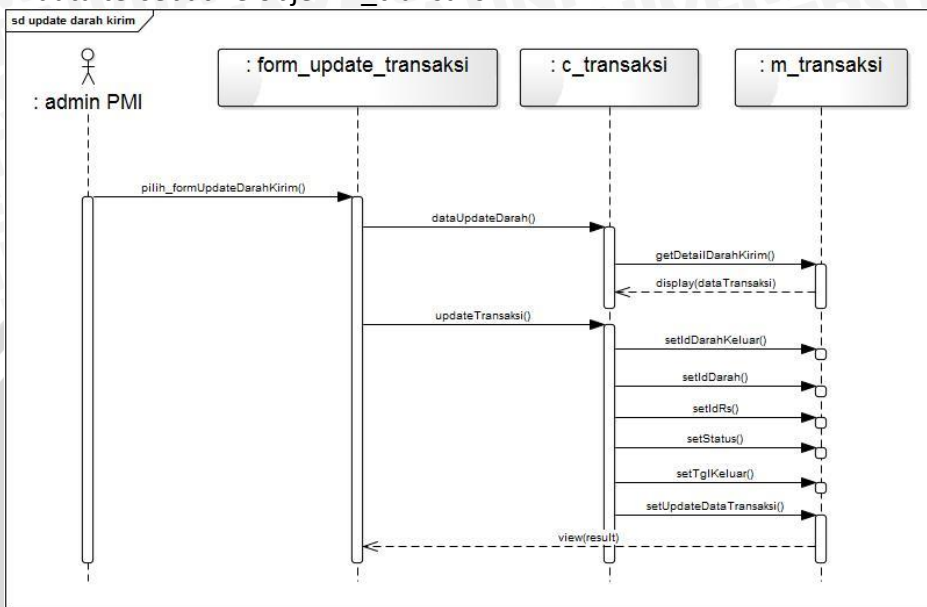 sd update darah kirim
: admin PMI
: form_update_transaksi
: c_transaksi
: m_transaksi
pilih_formUpdateDarahKirim()
dataUpdateDarah()
getDetailDarahKirim()
display(dataTransaksi)
updateTransaksi()
setIdDarahKeluar()
setIdDarah()
setIdRs()
setStatus()
setTglKeluar()
setUpdateDataTransaksi()
view(result)